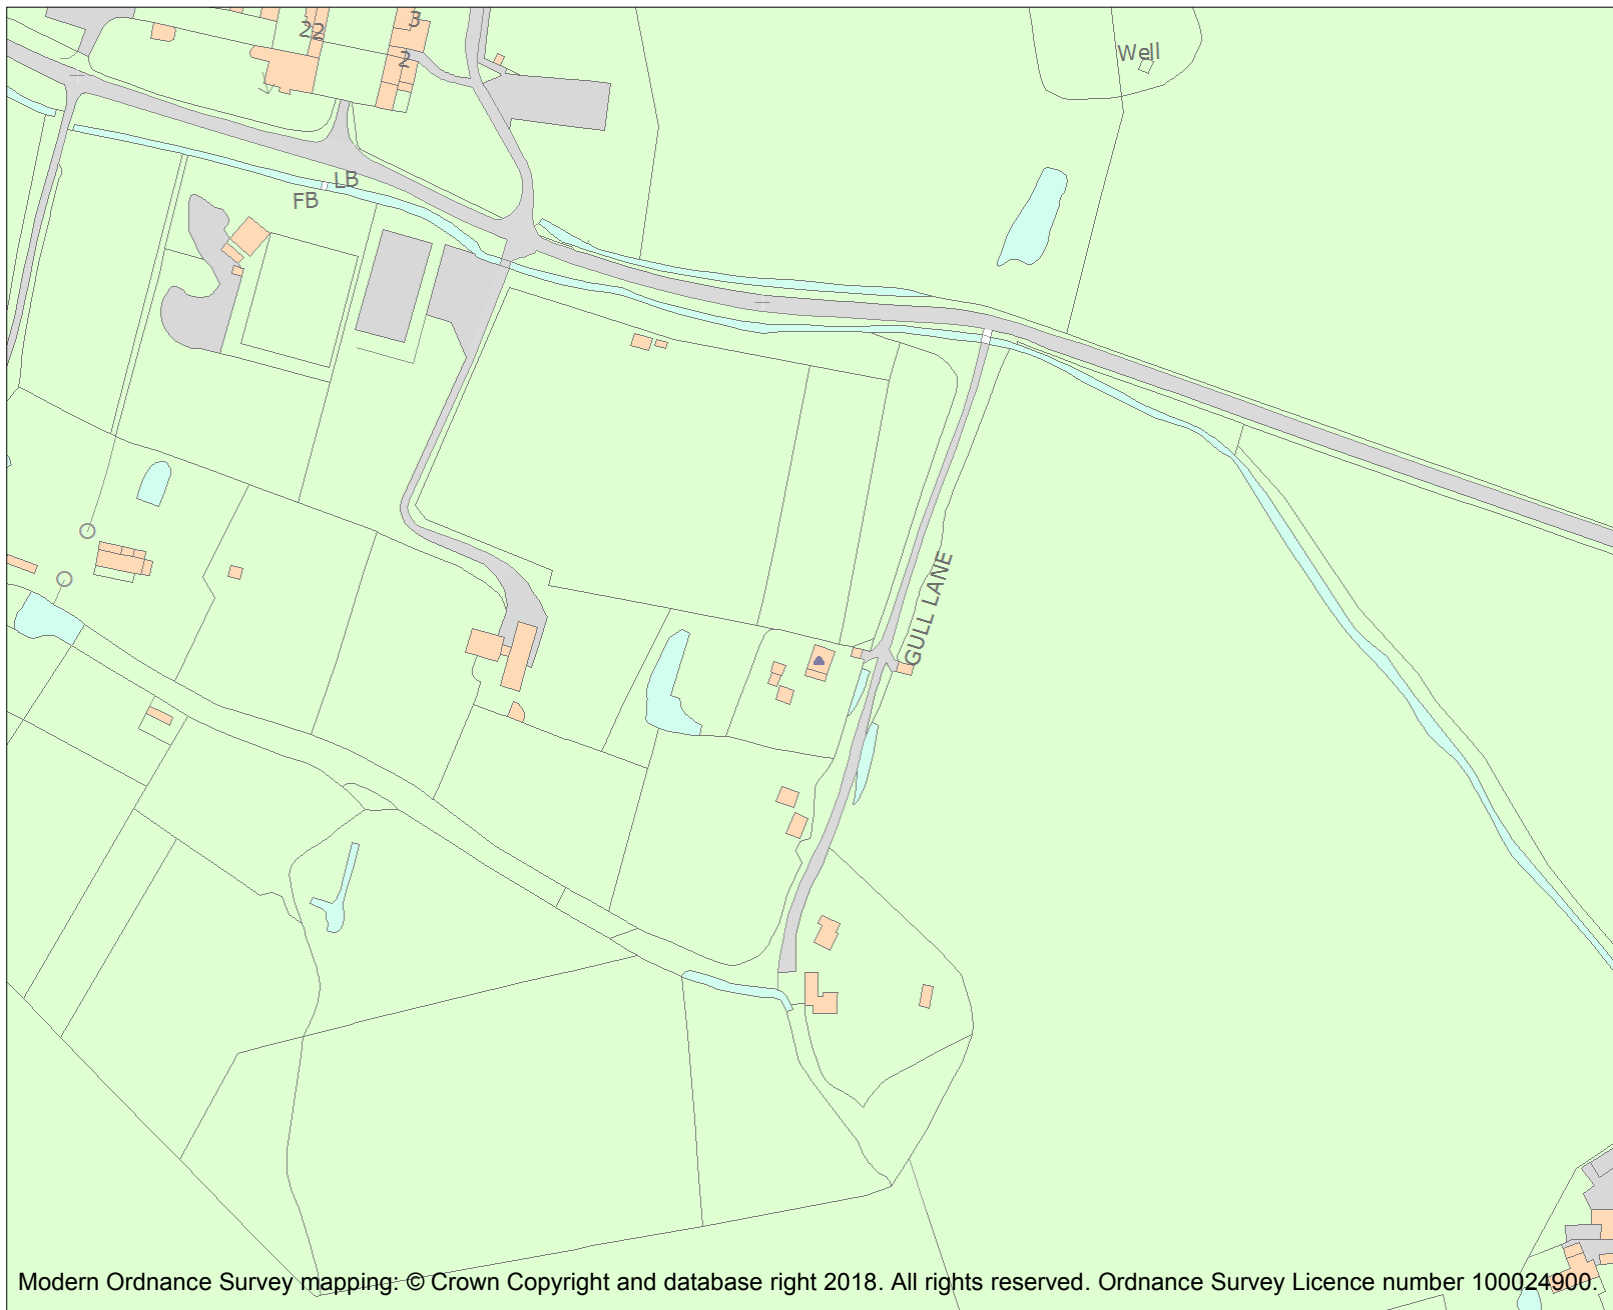 3
22
2
Well
LB
FB
GULL LANE
Modern Ordnance Survey mapping: © Crown Copyright and database right 2018. All rights reserved. Ordnance Survey Licence number 100024900.